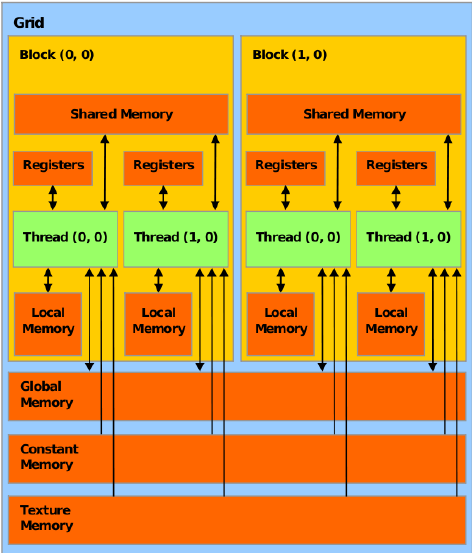 Grid
Block (0, 0)
Block (1, 0)
Shared Memory
Shared Memory
Registers
Registers
Registers
Registers
Thread (0, 0)
Thread (1, 0)
Thread (0, 0)
Thread (1, 0)
Local
Memory
Local
Memory
Local
Memory
Local
Memory
Global
Memory
Constant
Memory
Texture
Memory